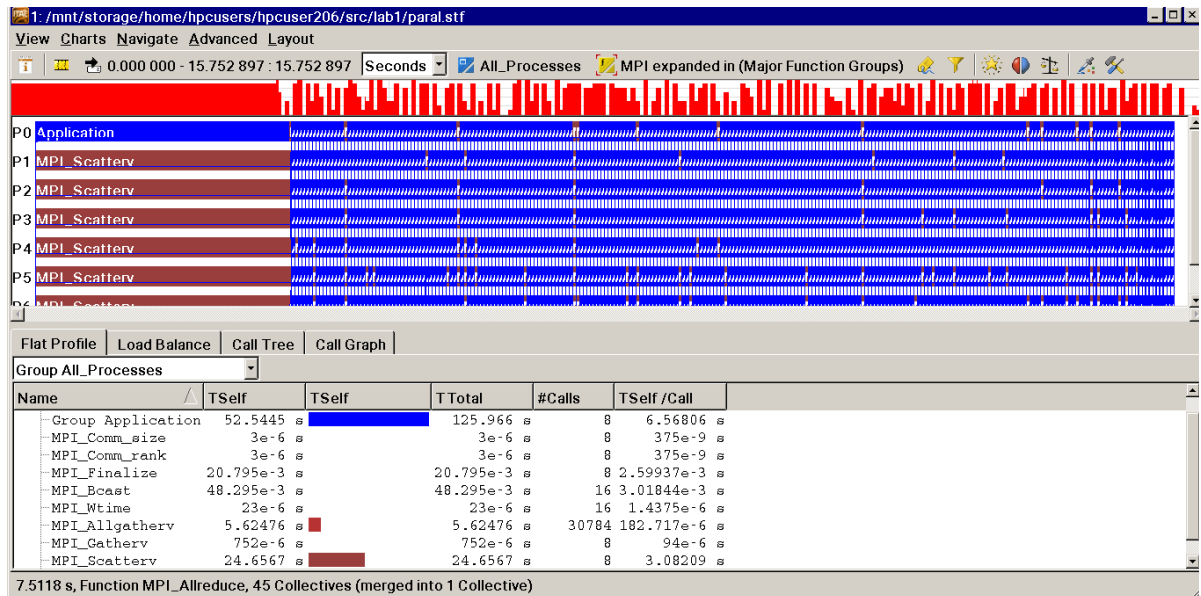 1: /mnt/storage/home/hpcusers/hpcuser206/src/lab1/paral.stf
View Charts Navigate Advanced Layout
0.000 000 - 15.752 897 : 15.752 897 Seconds All_Processes MPI expanded in (Major Function Groups)
P0 Application
P1 MPI_Scatterv
P2 MPI_Scatterv
P3 MPI_Scatterv
P4 MPI_Scatterv
P5 MPI_Scatterv
P6 MPI_Scatterv
Flat Profile Load Balance Call Tree Call Graph
Group All_Processes
Name TSelf TSelf TTotal #Calls TSelf /Call
Group Application 52.5445 s 125.966 s 8 6.56806 s
MPI_Comm_size 3e-6 s 3e-6 s 8 375e-9 s
MPI_Comm_rank 3e-6 s 3e-6 s 8 375e-9 s
MPI_Finalize 20.795e-3 s 20.795e-3 s 8 2.59937e-3 s
MPI_Bcast 48.295e-3 s 48.295e-3 s 16 3.01844e-3 s
MPI_Wtime 23e-6 s 23e-6 s 16 1.4375e-6 s
MPI_Allgatherv 5.62476 s 5.62476 s 30784 182.717e-6 s
MPI_Gatherv 752e-6 s 752e-6 s 8 94e-6 s
MPI_Scatterv 24.6567 s 24.6567 s 8 3.08209 s
7.5118 s, Function MPI_Allreduce, 45 Collectives (merged into 1 Collective)